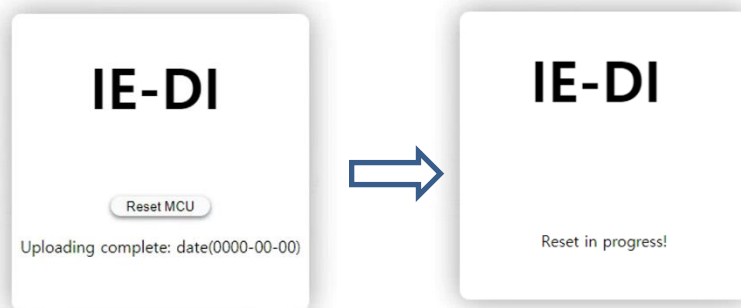 IE-DI
Reset MCU
Uploading complete: date(0000-00-00)
IE-DI
Reset in progress!